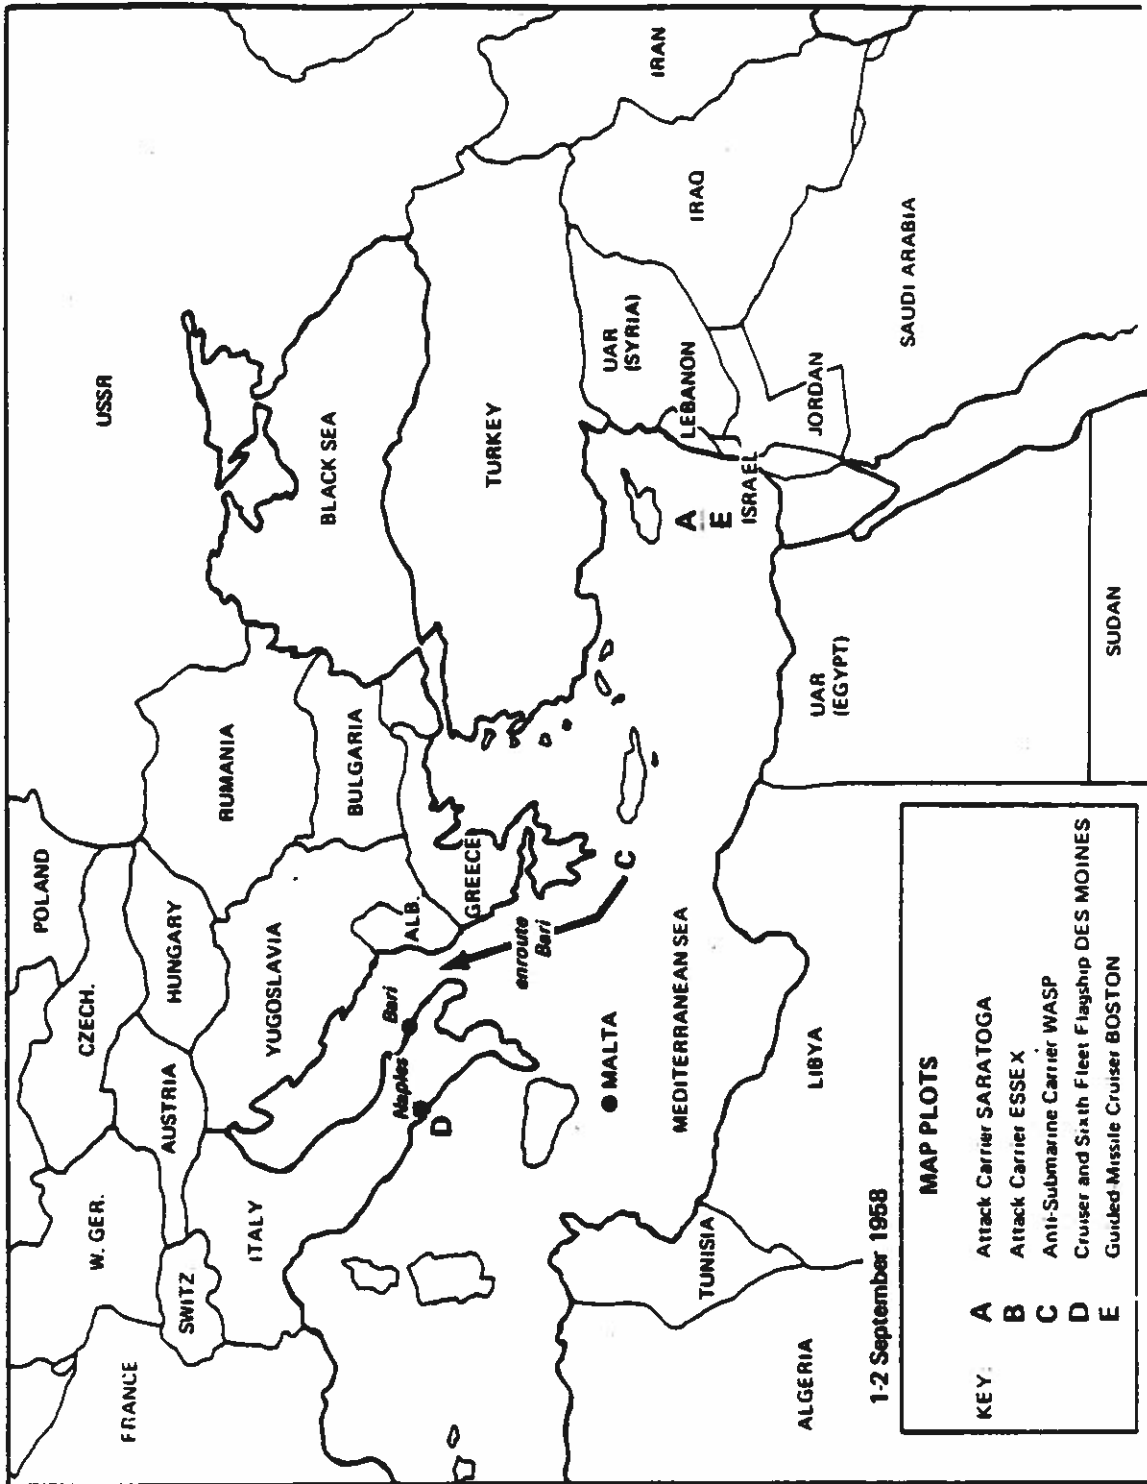 USSR
POLAND
CZECH.
W. GER.
FRANCE
SWITZ
AUSTRIA
HUNGARY
RUMANIA
YUGOSLAVIA
BULGARIA
BLACK SEA
ITALY
Bari
Naples
D
ALB.
GREECE
enroute
Bari
C
TURKEY
IRAN
MALTA
MEDITERRANEAN SEA
A
E
UAR
(SYRIA)
LEBANON
ISRAEL
JORDAN
IRAQ
SAUDI ARABIA
TUNISIA
ALGERIA
LIBYA
UAR
(EGYPT)
SUDAN
1-2 September 1958
MAP PLOTS
KEY: A Attack Carrier SARATOGA
B Attack Carrier ESSEX
C Anti-Submarine Carrier WASP
D Cruiser and Sixth Fleet Flagship DES MOINES
E Guided-Missile Cruiser BOSTON